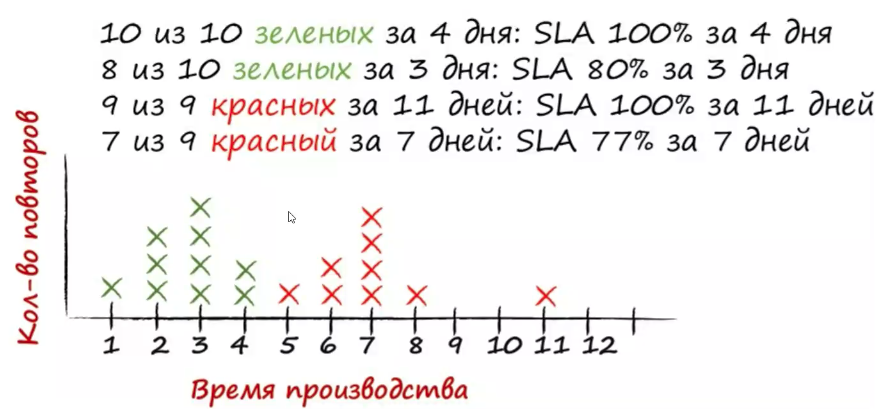 10 из 10 зеленых за 4 дня: SLA 100% за 4 дня
8 из 10 зеленых за 3 дня: SLA 80% за 3 дня
9 из 9 красных за 11 дней: SLA 100% за 11 дней
7 из 9 красный за 7 дней: SLA 77% за 7 дней
Кол-во повторов
1 2 3 4 5 6 7 8 9 10 11 12
Время производства